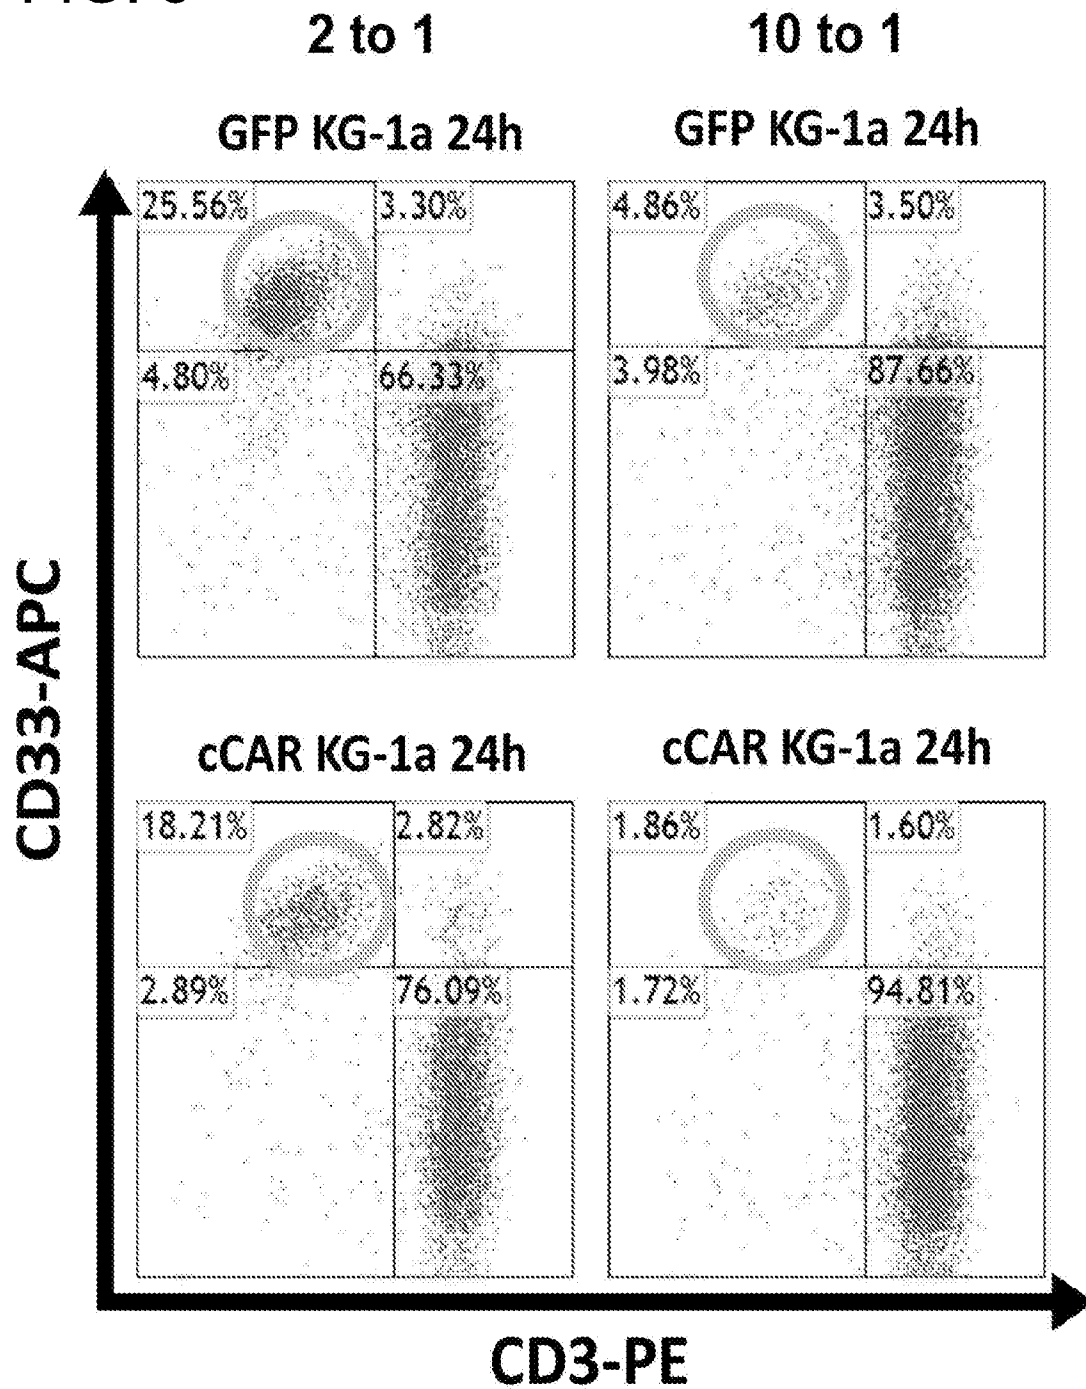 2 to 1 10 to 1
GFP KG-1a 24h GFP KG-1a 24h
25.56% 3.30% 4.86% 3.50%
4.80% 66.33% 3.98% 87.66%
CD33-APC
cCAR KG-1a 24h cCAR KG-1a 24h
18.21% 2.82% 1.86% 1.60%
2.89% 76.09% 1.72% 94.81%
CD3-PE